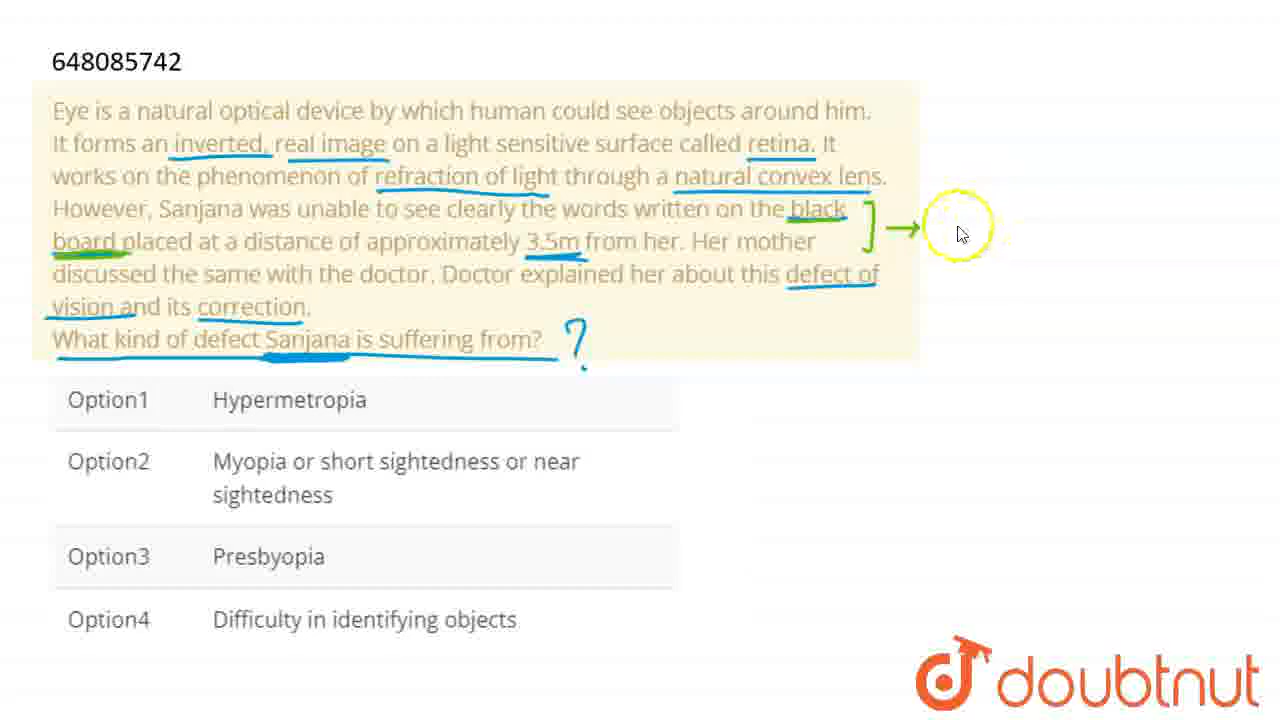 648085742
Eye is a natural optical device by which human could see objects around him.
It forms an inverted, real image on a light sensitive surface called retina. It
works on the phenomenon of refraction of light through a natural convex lens.
However, Sanjana was unable to see clearly the words written on the black
board placed at a distance of approximately 3.5m from her. Her mother
discussed the same with the doctor. Doctor explained her about this defect of
vision and its correction.
What kind of defect Sanjana is suffering from? ?
Option1 Hypermetropia
Option2 Myopia or short sightedness or near
sightedness
Option3 Presbyopia
Option4 Difficulty in identifying objects
doubtnut